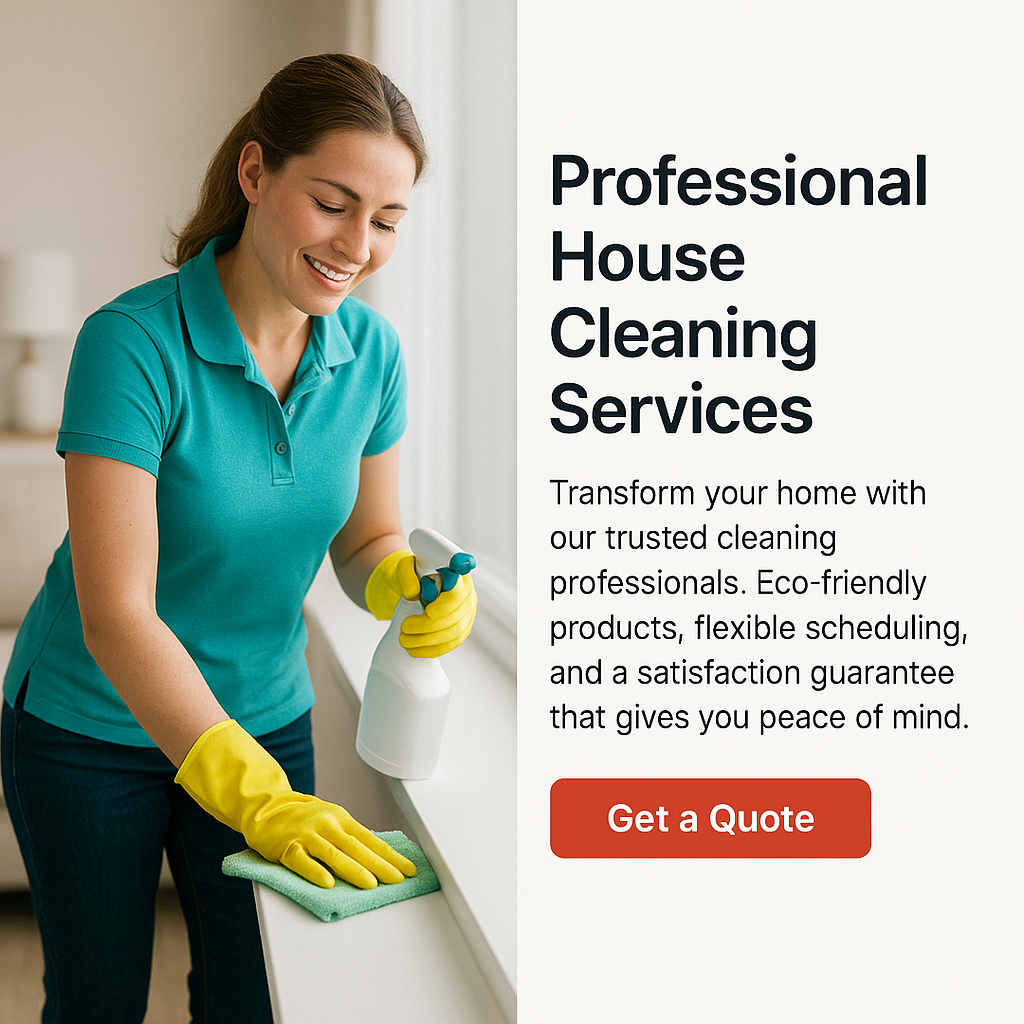 Professional
House
Cleaning
Services
Transform your home with
our trusted cleaning
professionals. Eco-friendly
products, flexible scheduling,
and a satisfaction guarantee
that gives you peace of mind.
Get a Quote